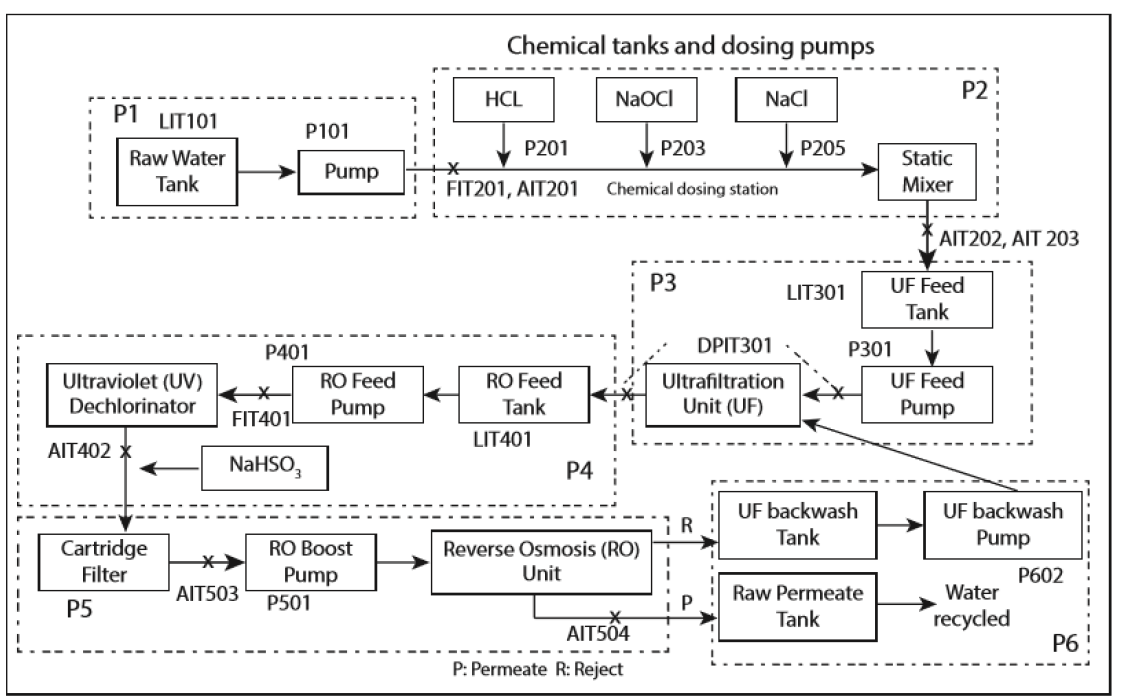 Chemical tanks and dosing pumps
P1
LIT101
Raw Water
Tank
P101
Pump
P2
HCL
NaOCl
NaCl
P201
P203
P205
FIT201, AIT201
Chemical dosing station
Static
Mixer
AIT202, AIT 203
P3
LIT301
UF Feed
Tank
DPIT301
P301
Ultrafiltration
Unit (UF)
UF Feed
Pump
P401
Ultraviolet (UV)
Dechlorinator
FIT401
RO Feed
Pump
RO Feed
Tank
LIT401
AIT402
NaHSO₃
P4
Cartridge
Filter
AIT503
RO Boost
Pump
P501
Reverse Osmosis (RO)
Unit
P5
AIT504
R
P
UF backwash
Tank
UF backwash
Pump
P602
Raw Permeate
Tank
Water
recycled
P6
P: Permeate R: Reject